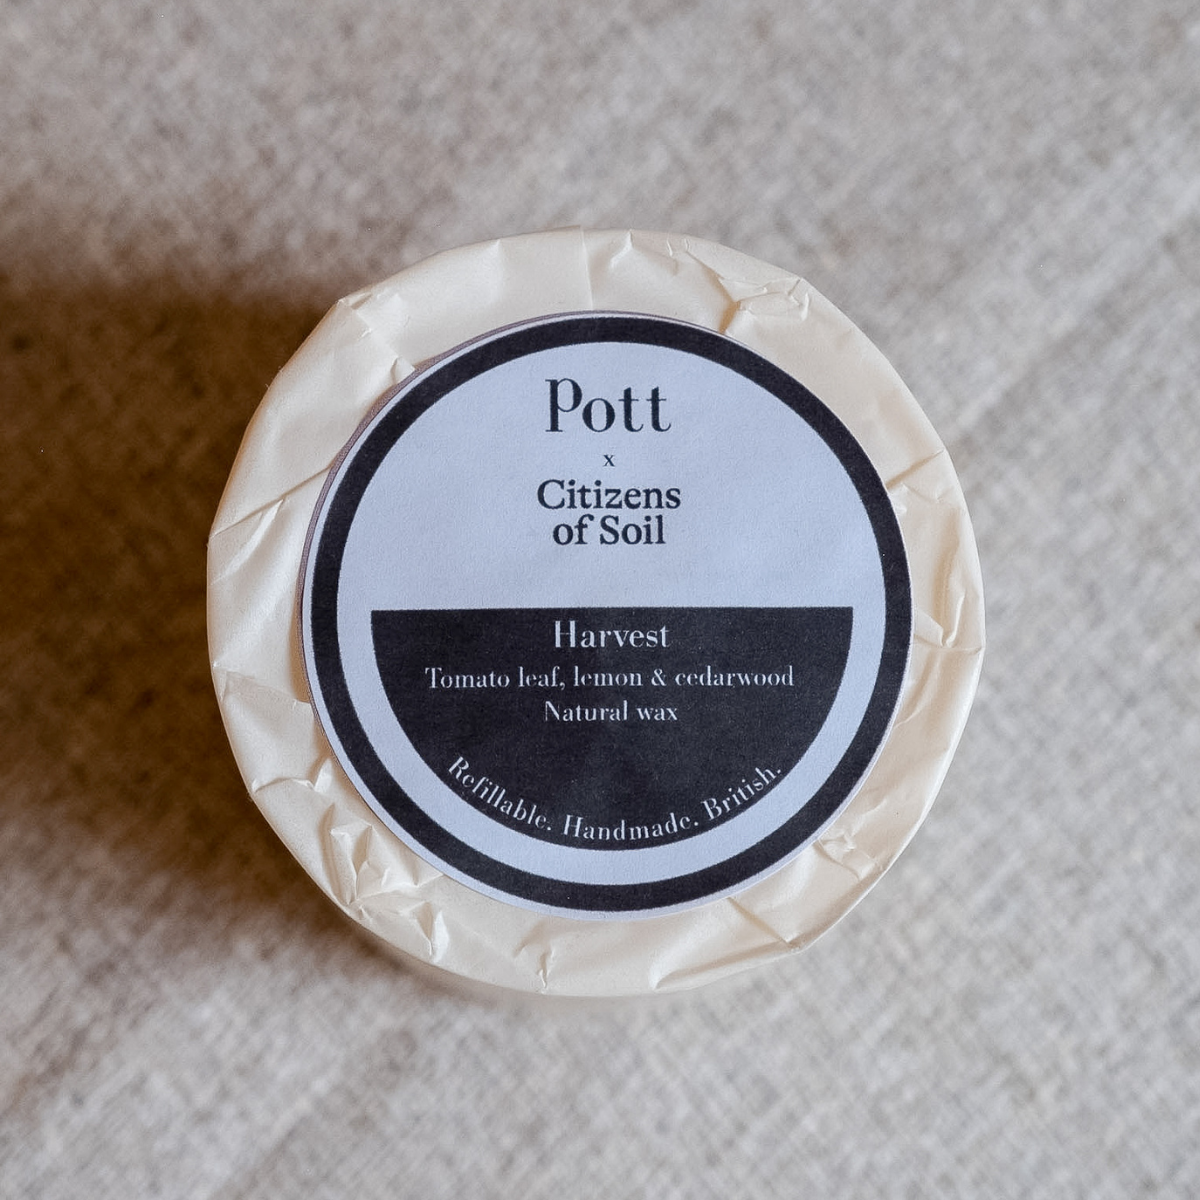 Pott
x
Citizens
of Soil
Harvest
Tomato leaf, lemon & cedarwood
Natural wax
Refillable. Handmade. British.